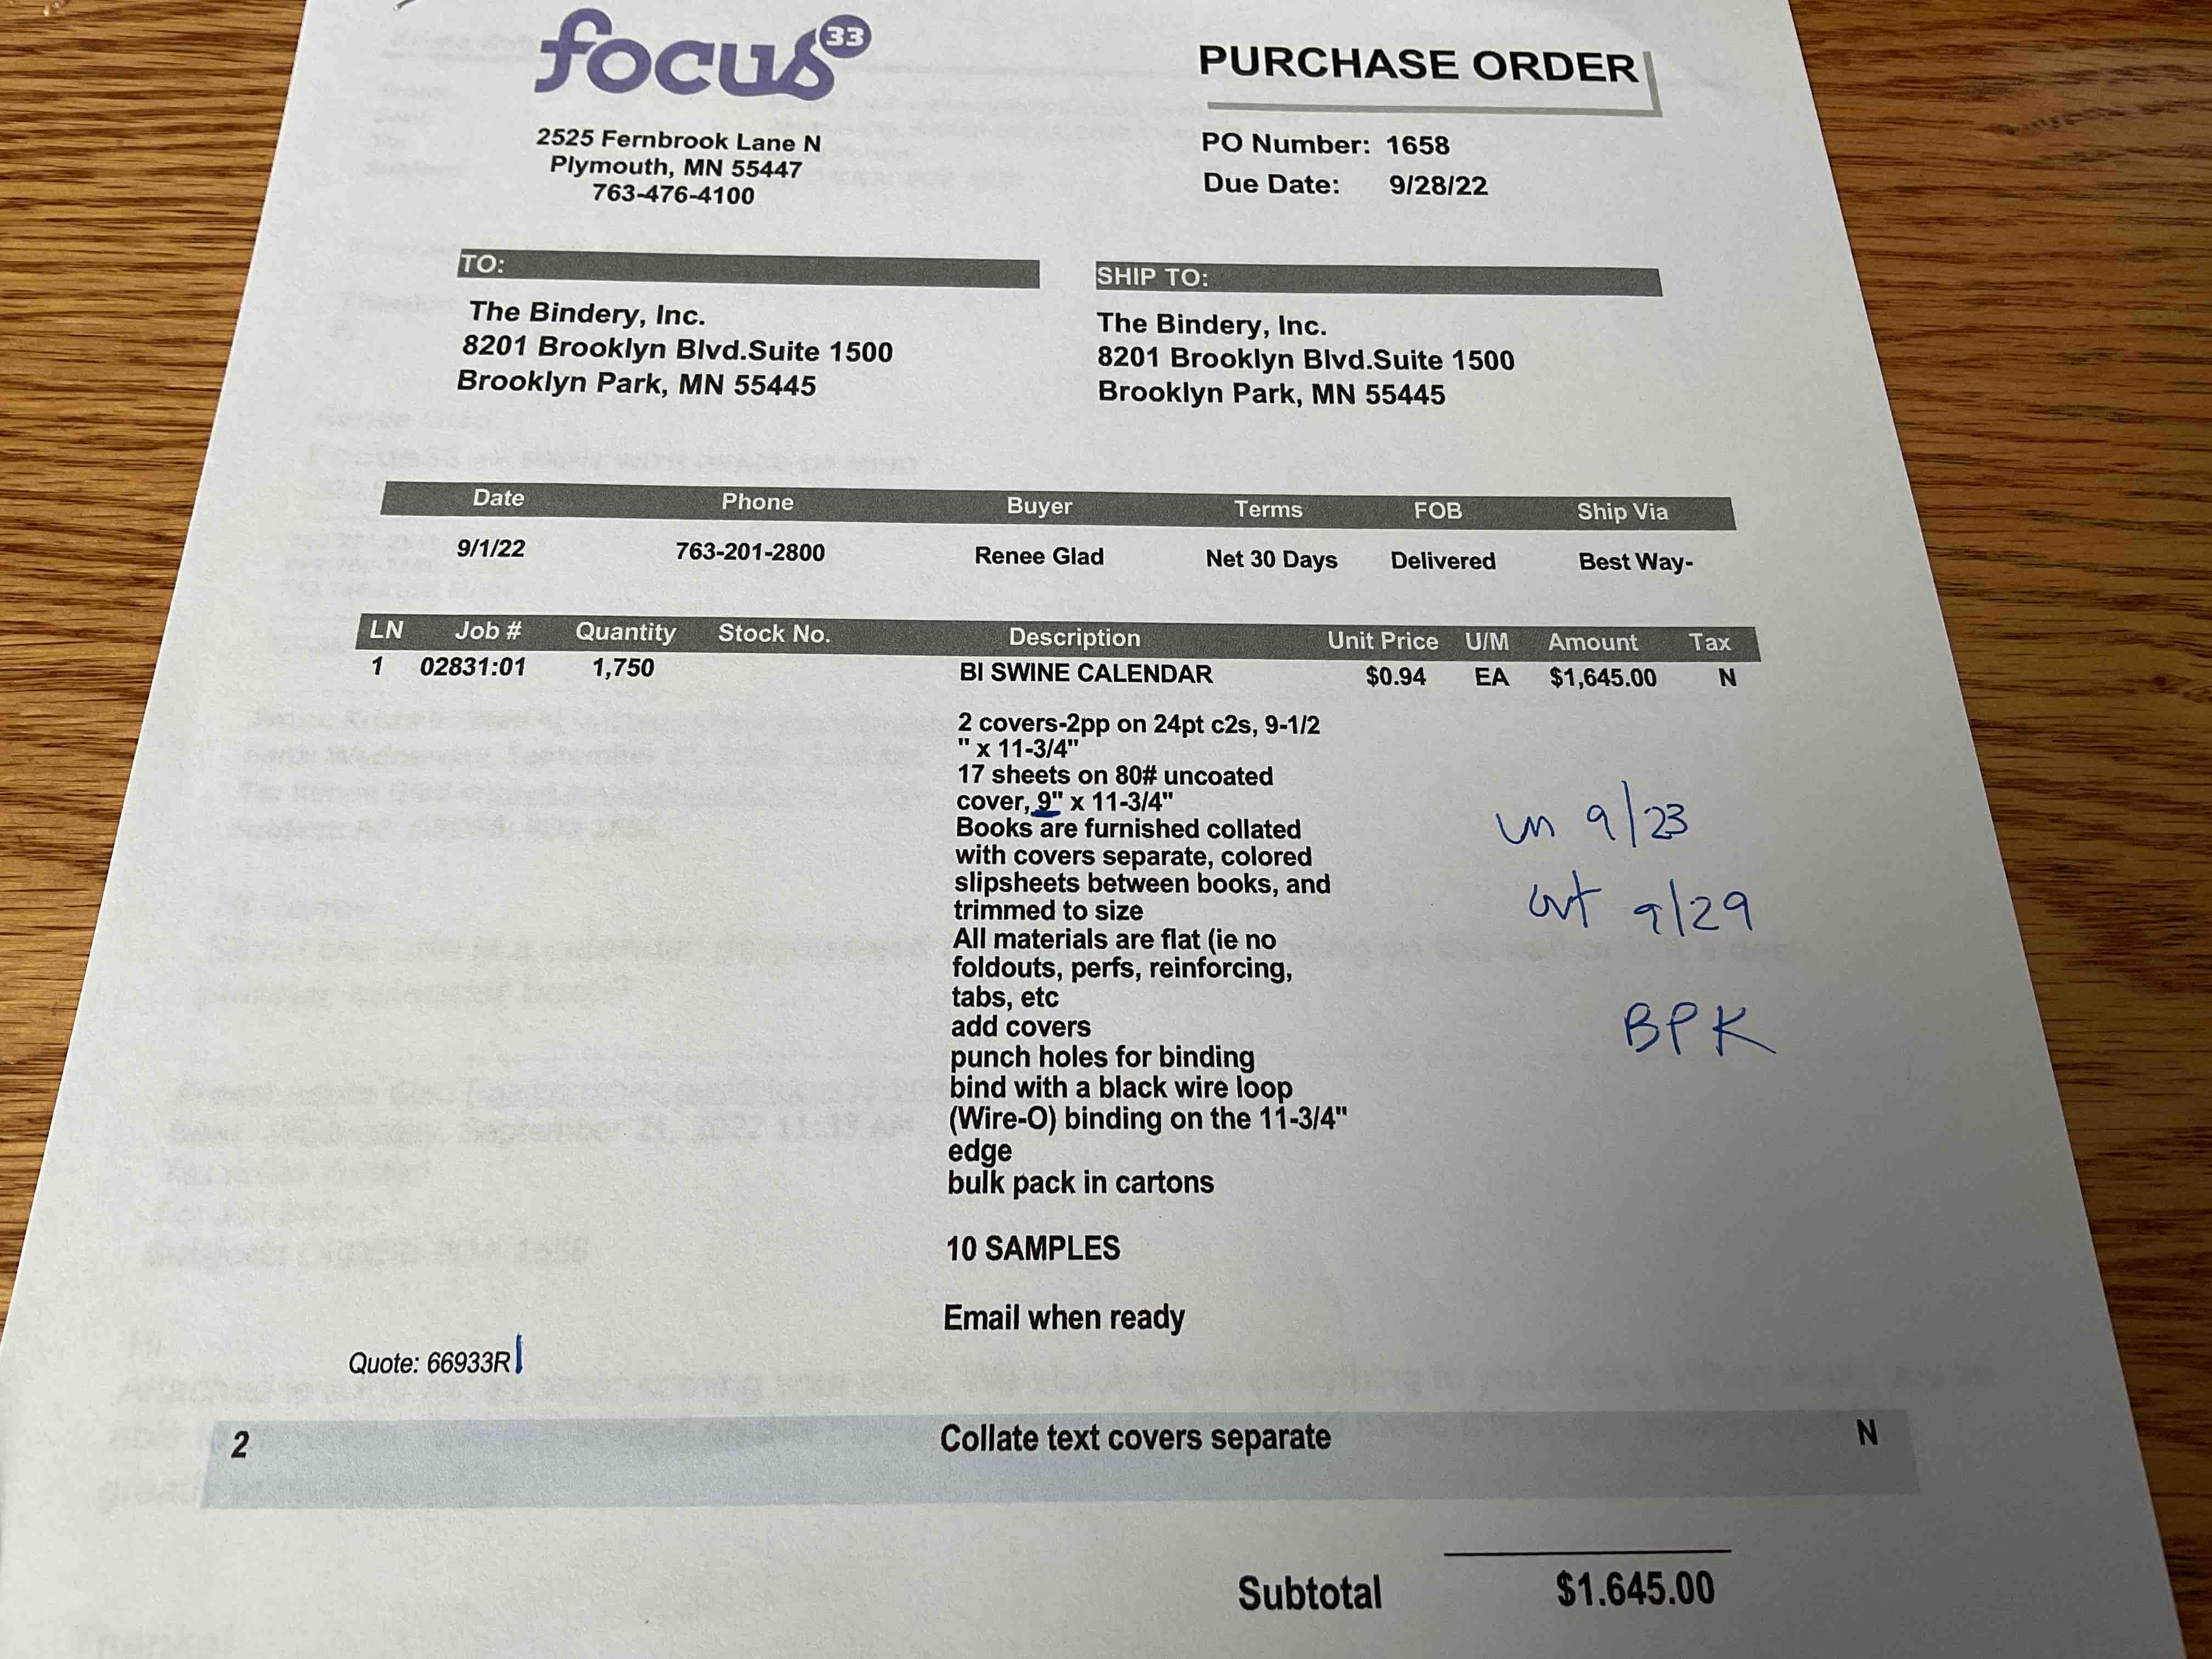 focus33
PURCHASE ORDER
2525 Fernbrook Lane N
Plymouth, MN 55447
763-476-4100
PO Number: 1658
Due Date: 9/28/22
TO:
The Bindery, Inc.
8201 Brooklyn Blvd.Suite 1500
Brooklyn Park, MN 55445
SHIP TO:
The Bindery, Inc.
8201 Brooklyn Blvd.Suite 1500
Brooklyn Park, MN 55445
Date Phone Buyer Terms FOB Ship Via
9/1/22 763-201-2800 Renee Glad Net 30 Days Delivered Best Way-
LN Job # Quantity Stock No. Description Unit Price U/M Amount Tax
1 02831:01 1,750 BI SWINE CALENDAR $0.94 EA $1,645.00 N
2 covers-2pp on 24pt c2s, 9-1/2
" x 11-3/4"
17 sheets on 80# uncoated
cover, 9" x 11-3/4"
Books are furnished collated
with covers separate, colored
slipsheets between books, and
trimmed to size
All materials are flat (ie no
foldouts, perfs, reinforcing,
tabs, etc
add covers
punch holes for binding
bind with a black wire loop
(Wire-O) binding on the 11-3/4"
edge
bulk pack in cartons
in 9/23
out 9/29
BPK
10 SAMPLES
Email when ready
Quote: 66933R1
2 Collate text covers separate N
Subtotal $1.645.00